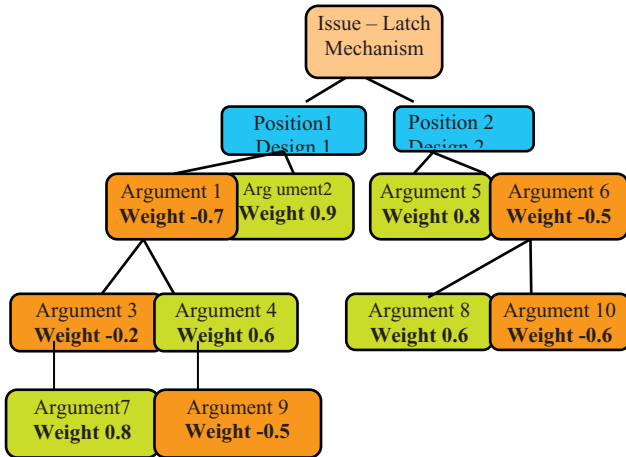 Issue – Latch
Mechanism
Position1
Design 1
Position 2
Design 2
Argument 1
Weight -0.7
Arg ument2
Weight 0.9
Argument 5
Weight 0.8
Argument 6
Weight -0.5
Argument 3
Weight -0.2
Argument 4
Weight 0.6
Argument 8
Weight 0.6
Argument 10
Weight -0.6
Argument7
Weight 0.8
Argument 9
Weight -0.5